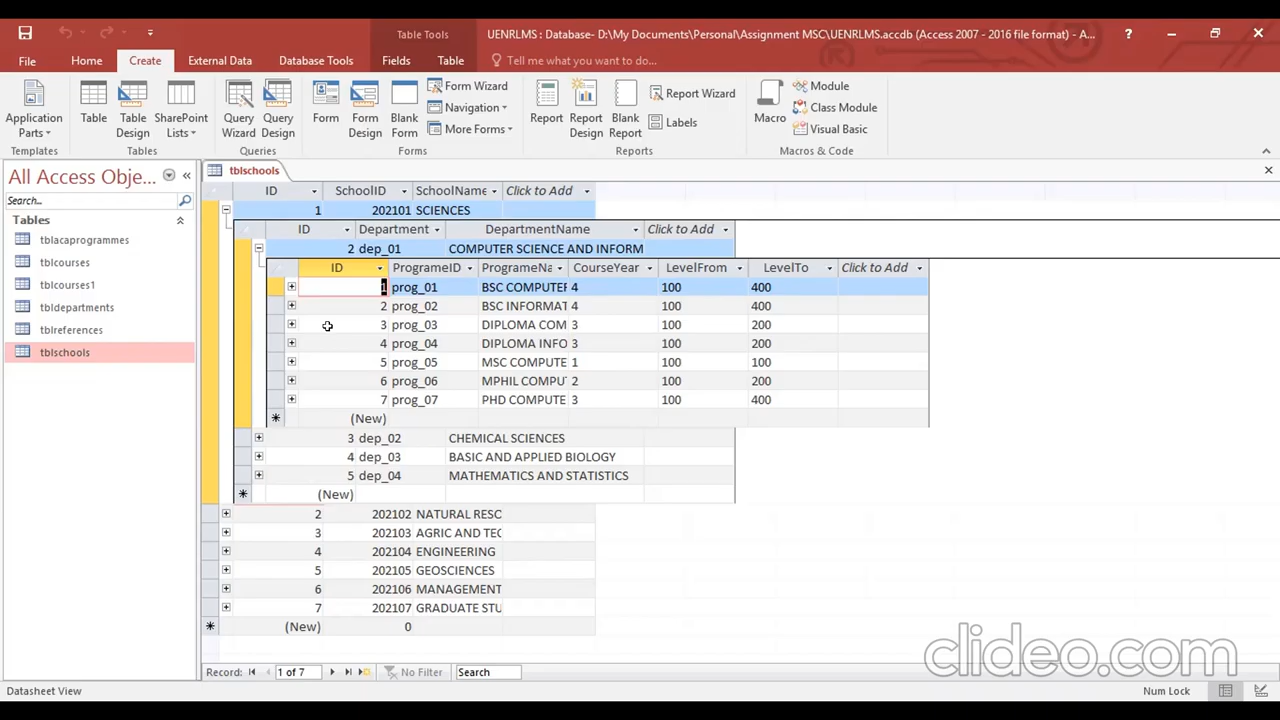 Table Tools
UENRLMS : Database- D:\My Documents\Personal\Assignment MSC\UENRLMS.accdb (Access 2007 - 2016 file format) - A...
?
File Home Create External Data Database Tools Fields Table Tell me what you want to do...
Application Parts
Table
Table Design
SharePoint Lists
Query Wizard
Query Design
Form
Form Design
Blank Form
Form Wizard
Navigation
More Forms
Report
Report Design
Blank Report
Report Wizard
Labels
Macro
Module
Class Module
Visual Basic
Templates Tables Queries Forms Reports Macros & Code
All Access Obje...
Search...
Tables
tblacaprogrammes
tblcourses
tblcourses1
tbldepartments
tblreferences
tblschools
tblschools
ID SchoolID SchoolName Click to Add
1 202101 SCIENCES
ID Department DepartmentName Click to Add
2 dep_01 COMPUTER SCIENCE AND INFORM
ID ProgrameID ProgrameNa CourseYear LevelFrom LevelTo Click to Add
1 prog_01 BSC COMPUTER 4 100 400
2 prog_02 BSC INFORMAT 4 100 400
3 prog_03 DIPLOMA COM 3 100 200
4 prog_04 DIPLOMA INFO 3 100 200
5 prog_05 MSC COMPUTE 1 100 100
6 prog_06 MPHIL COMPU 2 100 200
7 prog_07 PHD COMPUTE 3 100 400
(New)
3 dep_02 CHEMICAL SCIENCES
4 dep_03 BASIC AND APPLIED BIOLOGY
5 dep_04 MATHEMATICS AND STATISTICS
(New)
2 202102 NATURAL RESC
3 202103 AGRIC AND TEC
4 202104 ENGINEERING
5 202105 GEOSCIENCES
6 202106 MANAGEMENT
7 202107 GRADUATE STU
(New) 0
clideo.com
Record: 1 of 7 No Filter Search
Datasheet View Num Lock